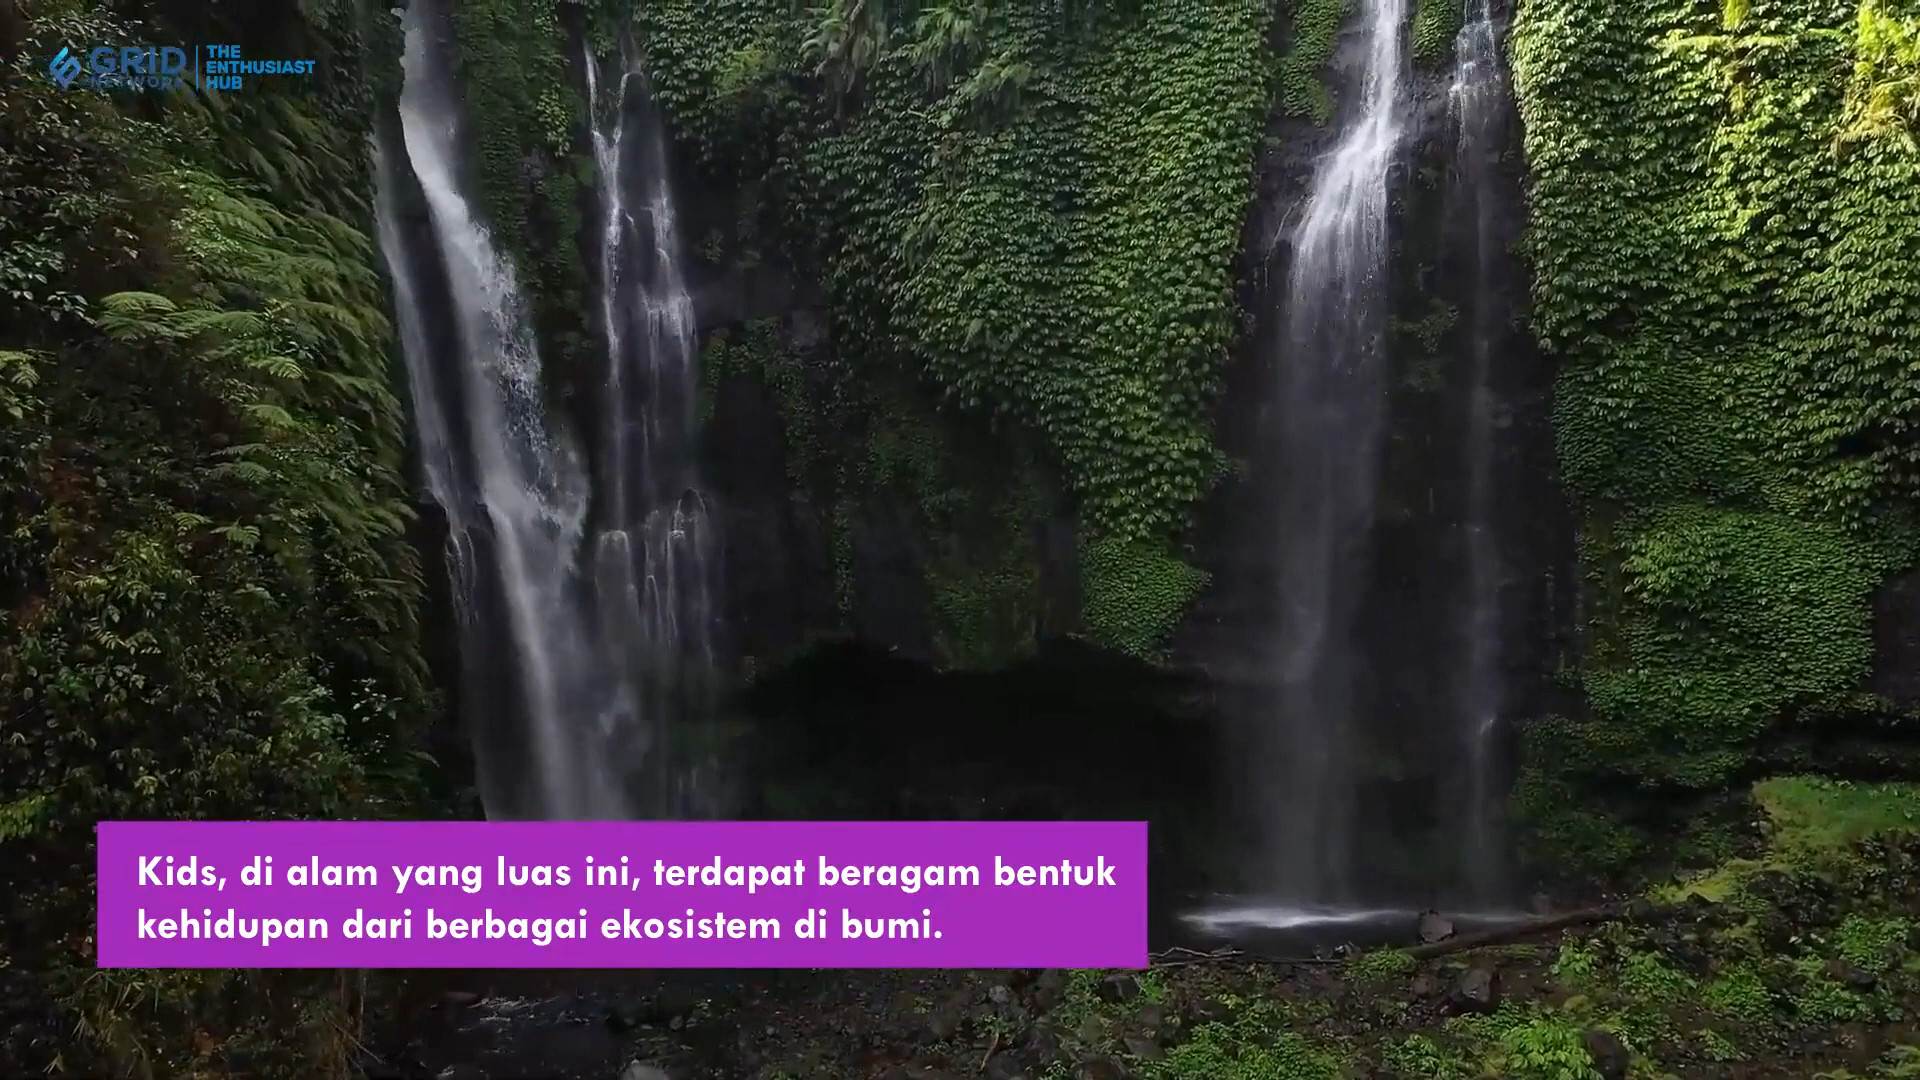 GRID
NETWORK
THE
ENTHUSIAST
HUB
Kids, di alam yang luas ini, terdapat beragam bentuk
kehidupan dari berbagai ekosistem di bumi.